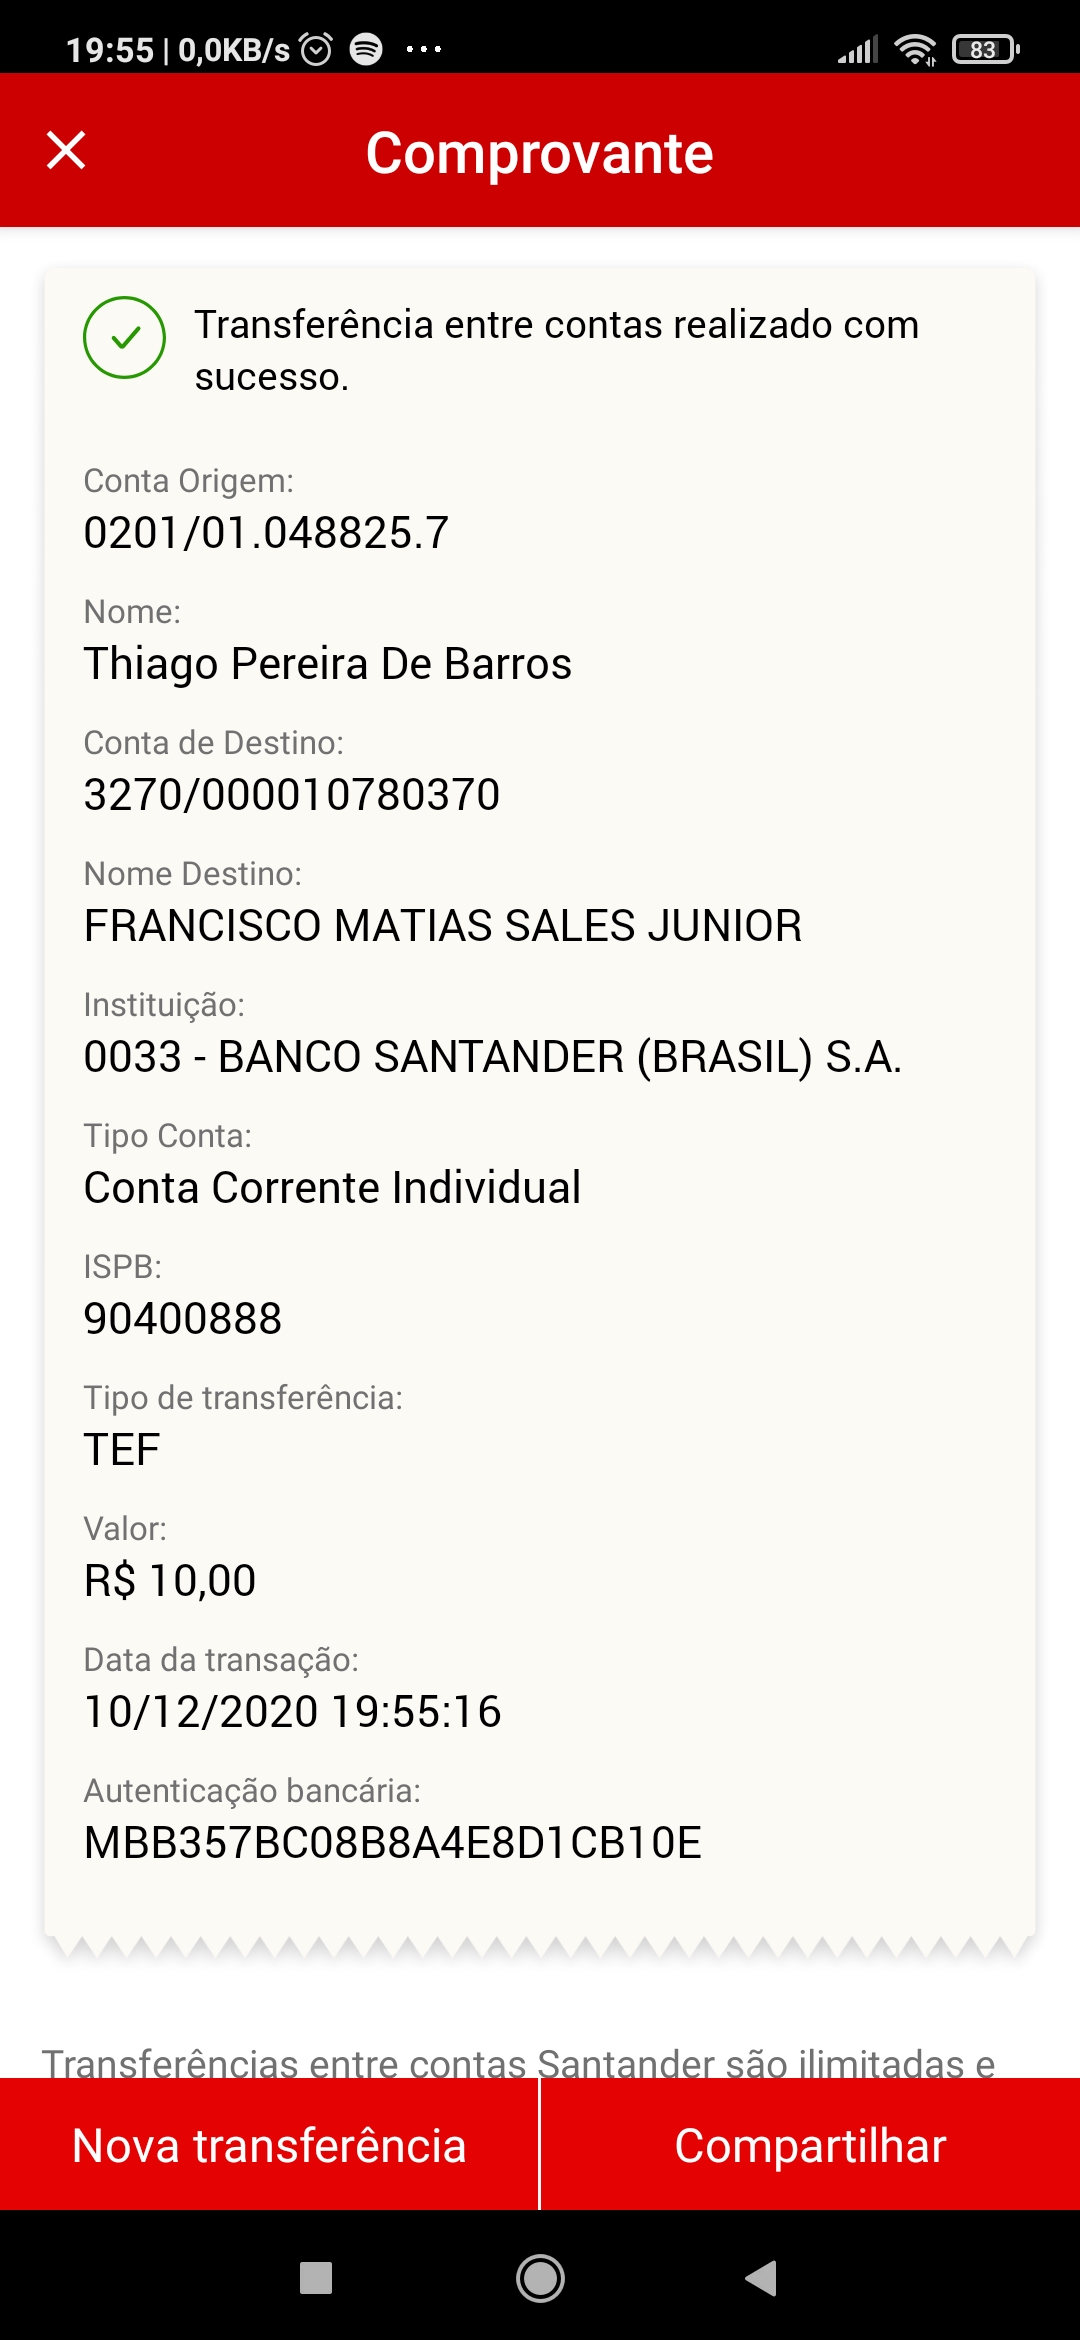 19:55 | 0,0KB/s ... 83
Comprovante
Transferência entre contas realizado com
sucesso.
Conta Origem:
0201/01.048825.7
Nome:
Thiago Pereira De Barros
Conta de Destino:
3270/000010780370
Nome Destino:
FRANCISCO MATIAS SALES JUNIOR
Instituição:
0033 - BANCO SANTANDER (BRASIL) S.A.
Tipo Conta:
Conta Corrente Individual
ISPB:
90400888
Tipo de transferência:
TEF
Valor:
R$ 10,00
Data da transação:
10/12/2020 19:55:16
Autenticação bancária:
MBB357BC08B8A4E8D1CB10E
Transferências entre contas Santander são ilimitadas e
Nova transferência
Compartilhar